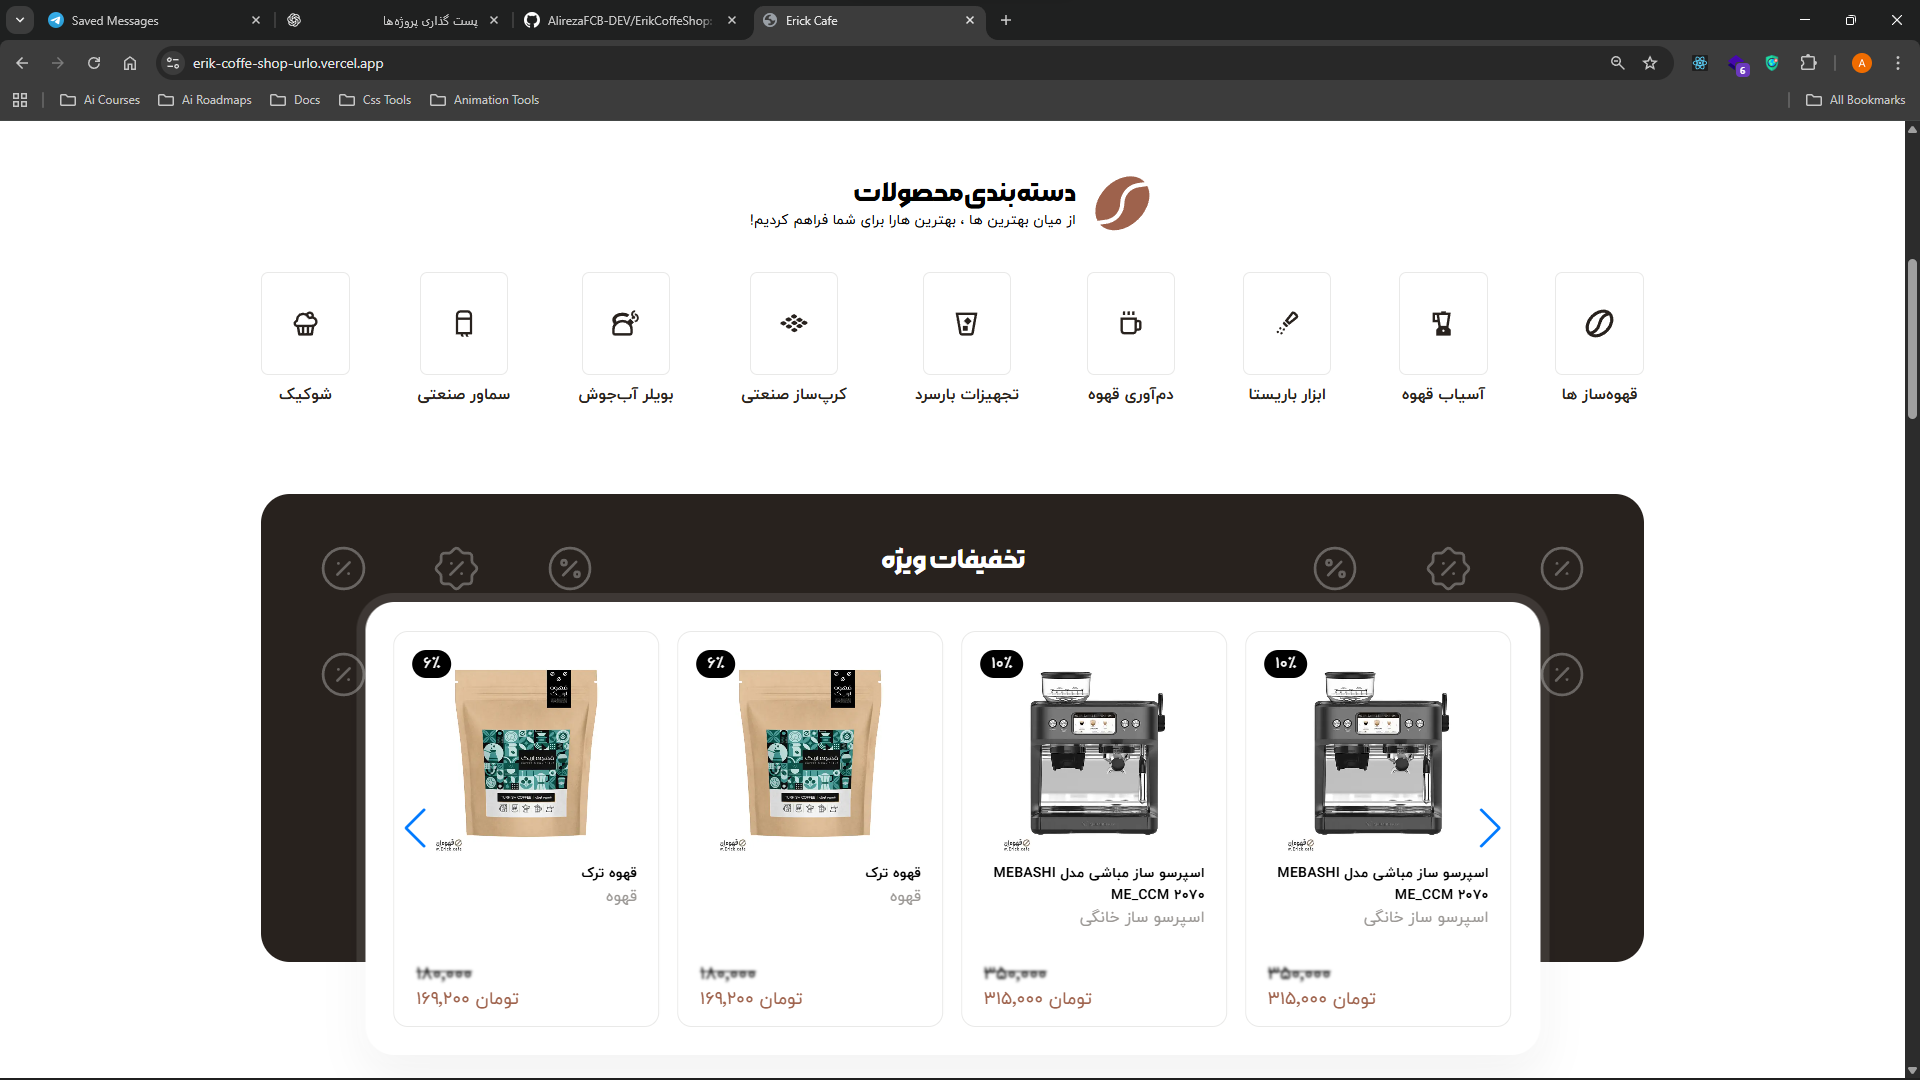 Saved Messages
پست گذاری پروژه‌ها
AlirezaFCB-DEV/ErikCoffeShop:
Erick Cafe
erik-coffe-shop-urlo.vercel.app
6
A
Ai Courses
Ai Roadmaps
Docs
Css Tools
Animation Tools
All Bookmarks
دسته‌بندی محصولات
از میان بهترین ها ، بهترین هارا برای شما فراهم کردیم!
قهوه‌ساز ها
آسیاب قهوه
ابزار باریستا
دم‌آوری قهوه
تجهیزات بارسرد
کرپ‌ساز صنعتی
بویلر آب‌جوش
سماور صنعتی
شوکیک
تخفیفات ویژه
۱۰٪
اسپرسو ساز مباشی مدل MEBASHI
ME_CCM ۲۰۷۰
اسپرسو ساز خانگی
۳۵۰,۰۰۰
۳۱۵,۰۰۰ تومان
۱۰٪
اسپرسو ساز مباشی مدل MEBASHI
ME_CCM ۲۰۷۰
اسپرسو ساز خانگی
۳۵۰,۰۰۰
۳۱۵,۰۰۰ تومان
۶٪
قهوه ترک
قهوه
۱۸۰,۰۰۰
۱۶۹,۲۰۰ تومان
۶٪
قهوه ترک
قهوه
۱۸۰,۰۰۰
۱۶۹,۲۰۰ تومان